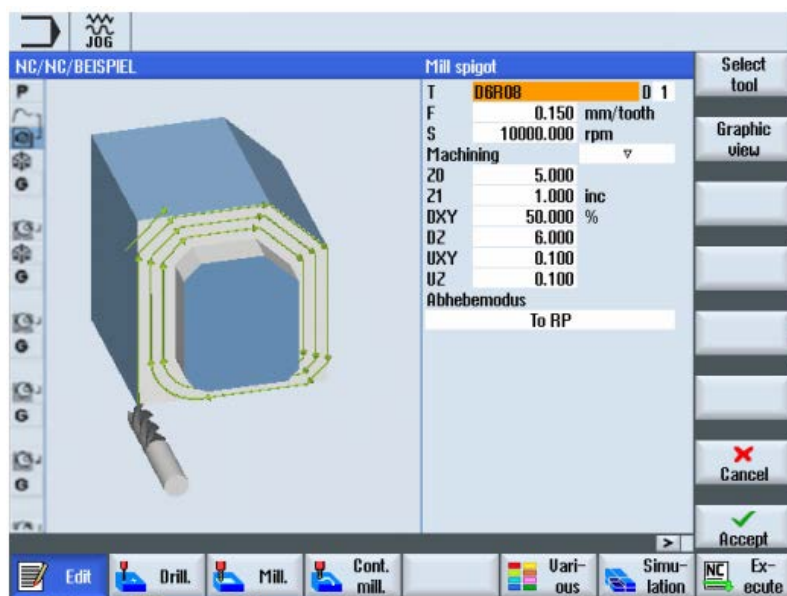 JOG
NC/NC/BEISPIEL
Mill spigot
Select
tool
P
T D6R08 D 1
F 0.150 mm/tooth
S 10000.000 rpm
Graphic
view
Machining ▽
G
Z0 5.000
Z1 1.000 inc
DXY 50.000 %
DZ 6.000
UXY 0.100
UZ 0.100
G
Abhebemodus
To RP
G
G
G
Cancel
>
Accept
Edit
Drill.
Mill.
Cont.
mill.
Vari-
ous
Simu-
lation
NC
Ex-
ecute